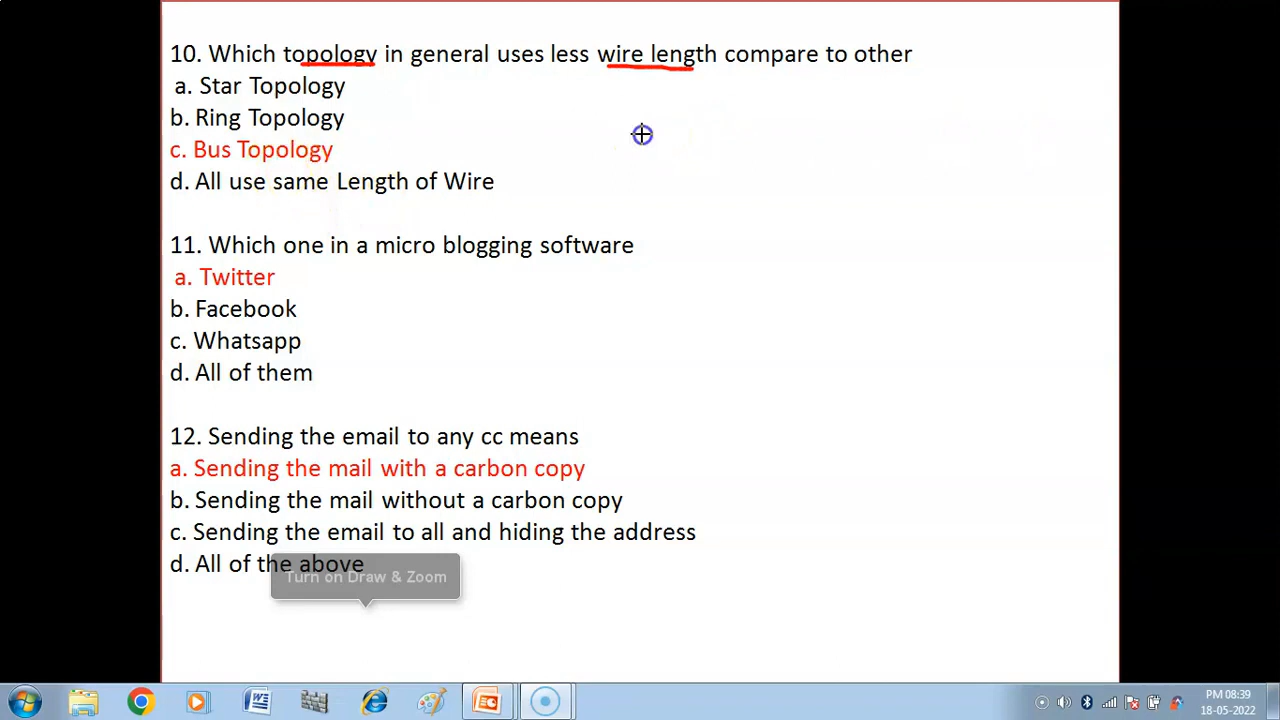 10. Which topology in general uses less wire length compare to other
a. Star Topology
b. Ring Topology
c. Bus Topology
d. All use same Length of Wire
11. Which one in a micro blogging software
a. Twitter
b. Facebook
c. Whatsapp
d. All of them
12. Sending the email to any cc means
a. Sending the mail with a carbon copy
b. Sending the mail without a carbon copy
c. Sending the email to all and hiding the address
d. All of the above
Turn on Draw & Zoom
PM 08:39
18-05-2022